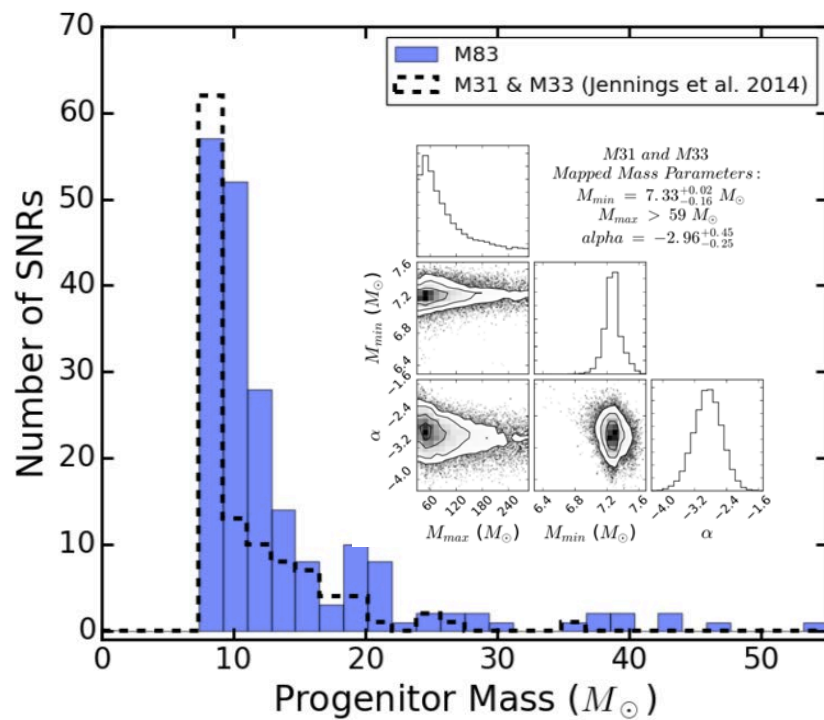 70
60
50
40
30
20
10
0
Number of SNRs
M83
M31 & M33 (Jennings et al. 2014)
M31 and M33
Mapped Mass Parameters :
M_min = 7.33^{+0.02}_{-0.16} M_⊙
M_max > 59 M_⊙
alpha = −2.96^{+0.45}_{-0.25}
M_min (M_⊙)
7.6
7.2
6.8
6.4
α
−1.6
−2.4
−3.2
−4.0
60 120 180 240
M_max (M_⊙)
6.4 6.8 7.2 7.6
M_min (M_⊙)
−4.0 −3.2 −2.4 −1.6
α
0 10 20 30 40 50
Progenitor Mass (M_⊙)